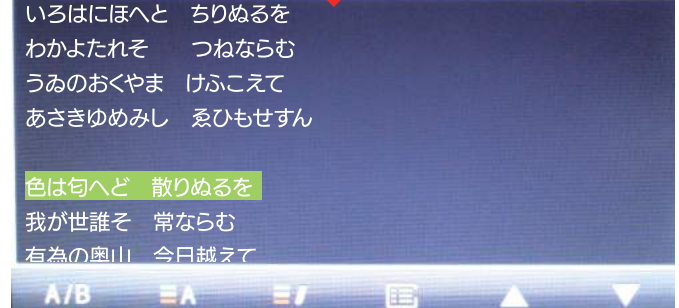 いろはにほへと　ちりぬるを
わかよたれそ　　つねならむ
うゐのおくやま　けふこえて
あさきゆめみし　ゑひもせすん
色は匂へど　散りぬるを
我が世誰そ　常ならむ
有為の奥山　今日越えて
A/B
A